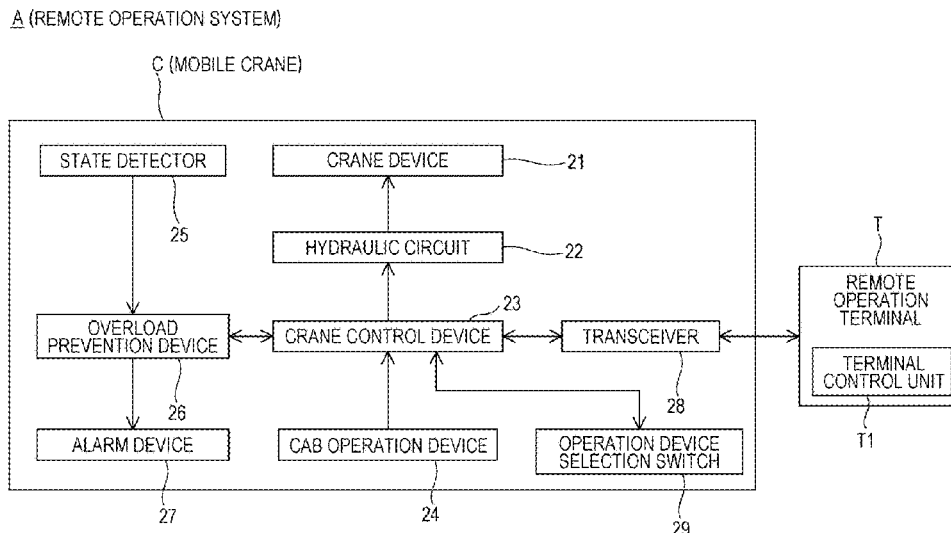 A (REMOTE OPERATION SYSTEM)
C (MOBILE CRANE)
STATE DETECTOR
25
CRANE DEVICE
21
HYDRAULIC CIRCUIT
22
T
REMOTE
OPERATION
TERMINAL
TERMINAL
CONTROL UNIT
T1
OVERLOAD
PREVENTION DEVICE
26
23
CRANE CONTROL DEVICE
TRANSCEIVER
28
ALARM DEVICE
27
CAB OPERATION DEVICE
24
OPERATION DEVICE
SELECTION SWITCH
29